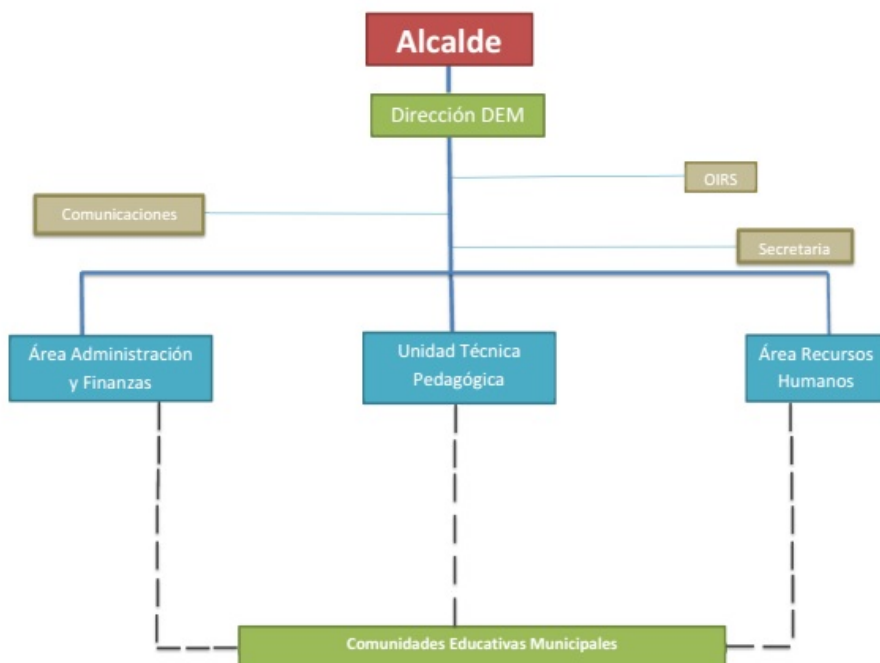 Alcalde
Dirección DEM
OIRS
Comunicaciones
Secretaria
Área Administración
y Finanzas
Unidad Técnica
Pedagógica
Área Recursos
Humanos
Comunidades Educativas Municipales